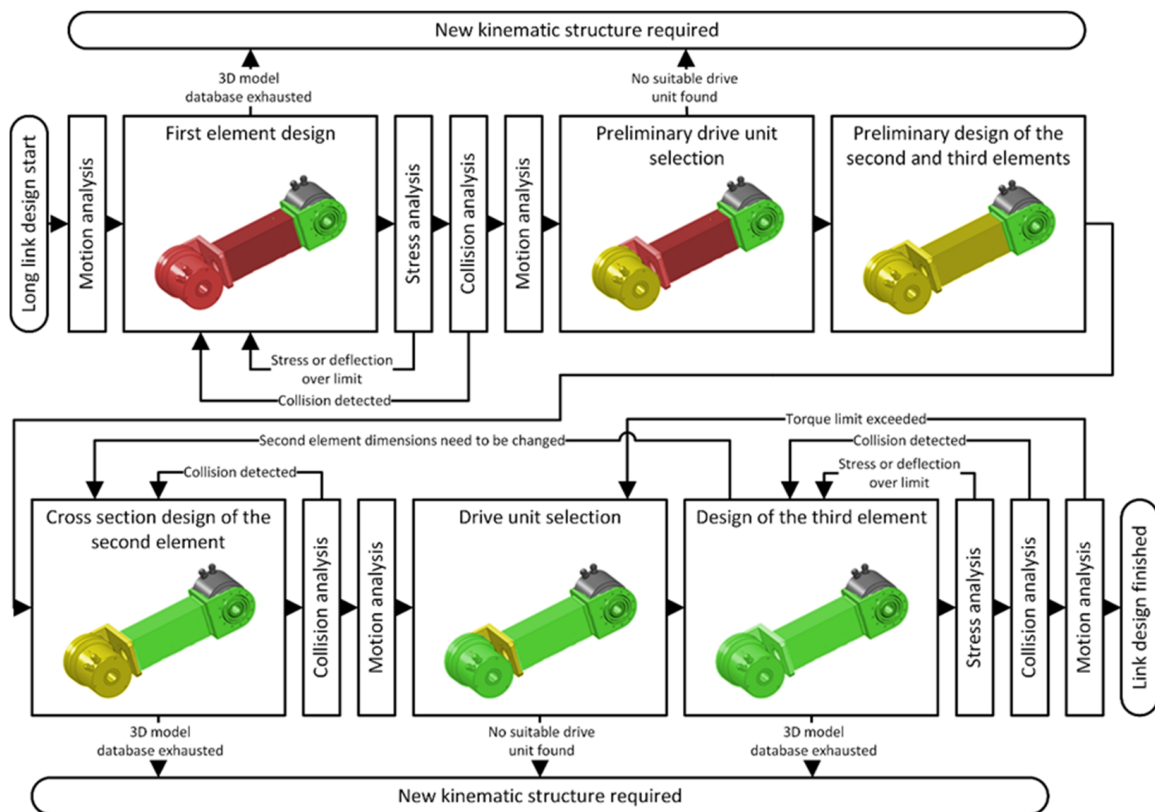 New kinematic structure required
3D model
database exhausted
No suitable drive
unit found
Long link design start
Motion analysis
First element design
Stress analysis
Collision analysis
Motion analysis
Preliminary drive unit
selection
Preliminary design of the
second and third elements
Stress or deflection
over limit
Collision detected
Torque limit exceeded
Second element dimensions need to be changed
Collision detected
Collision detected
Stress or deflection
over limit
Cross section design of the
second element
Collision analysis
Motion analysis
Drive unit selection
Design of the third element
Stress analysis
Collision analysis
Motion analysis
Link design finished
3D model
database exhausted
No suitable drive
unit found
3D model
database exhausted
New kinematic structure required